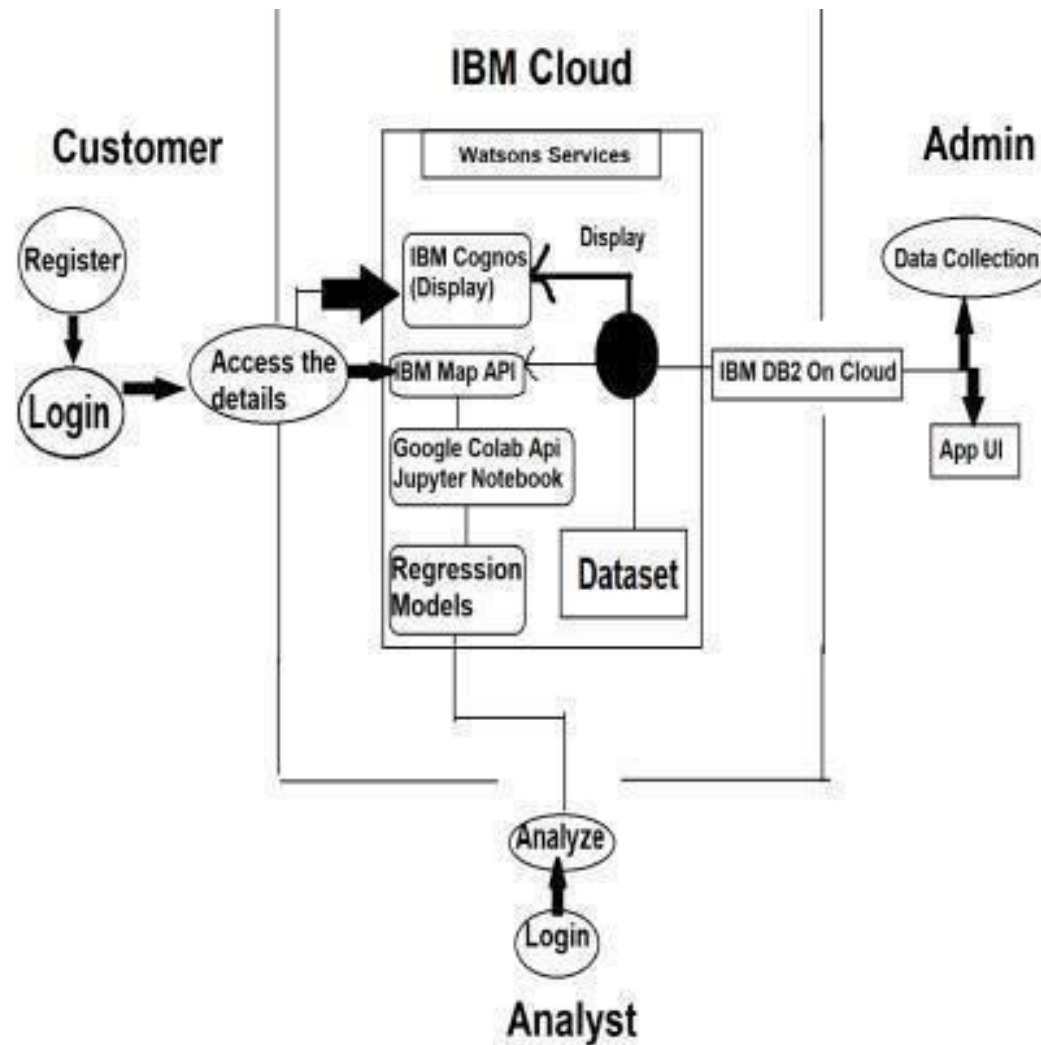 IBM Cloud
Customer
Admin
Watsons Services
Register
IBM Cognos
(Display)
Display
Data Collection
Login
Access the
details
IBM Map API
IBM DB2 On Cloud
App UI
Google Colab Api
Jupyter Notebook
Regression
Models
Dataset
Analyze
Login
Analyst